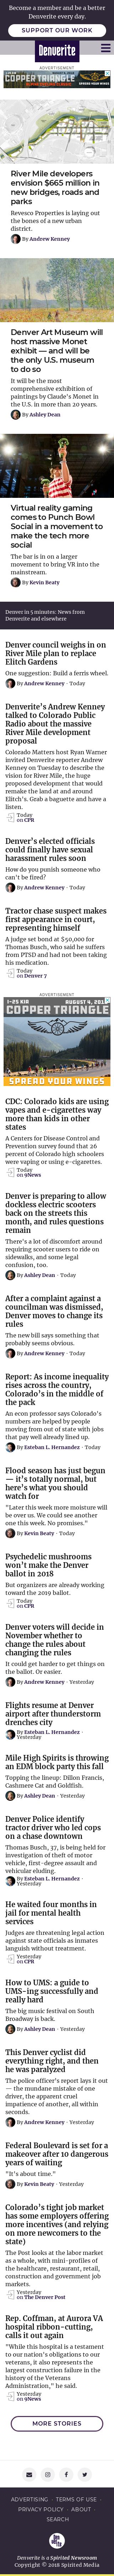 Become a member and be a better
Denverite every day.
SUPPORT OUR WORK
Denverite
ADVERTISEMENT
COPPER TRIANGLE
River Mile developers
envision $665 million in
new bridges, roads and
parks
Revesco Properties is laying out
the bones of a new urban
district.
By Andrew Kenney
Denver Art Museum will
host massive Monet
exhibit — and will be
the only U.S. museum
to do so
It will be the most
comprehensive exhibition of
paintings by Claude's Monet in
the U.S. in more than 20 years.
By Ashley Dean
Virtual reality gaming
comes to Punch Bowl
Social in a movement to
make the tech more
social
The bar is in on a larger
movement to bring VR into the
mainstream.
By Kevin Beaty
Denver in 5 minutes: News from
Denverite and elsewhere
Denver council weighs in on
River Mile plan to replace
Elitch Gardens
One suggestion: Build a ferris wheel.
By Andrew Kenney · Today
Denverite's Andrew Kenney
talked to Colorado Public
Radio about the massive
River Mile development
proposal
Colorado Matters host Ryan Warner
invited Denverite reporter Andrew
Kenney on Tuesday to describe the
vision for River Mile, the huge
proposed development that would
remake the land at and around
Elitch's. Grab a baguette and have a
listen.
Today
on CPR
Denver's elected officials
could finally have sexual
harassment rules soon
How do you punish someone who
can't be fired?
By Andrew Kenney · Today
Tractor chase suspect makes
first appearance in court,
representing himself
A judge set bond at $50,000 for
Thomas Busch, who said he suffers
from PTSD and had not been taking
his medication.
Today
on Denver 7
ADVERTISEMENT
AUGUST 4, 2018
COPPER TRIANGLE
SPREAD YOUR WINGS
CDC: Colorado kids are using
vapes and e-cigarettes way
more than kids in other
states
A Centers for Disease Control and
Prevention survey found that 26
percent of Colorado high schoolers
were vaping or using e-cigarettes.
Today
on 9News
Denver is preparing to allow
dockless electric scooters
back on the streets this
month, and rules questions
remain
There's a lot of discomfort around
requiring scooter users to ride on
sidewalks, and some legal
confusion, too.
By Ashley Dean · Today
After a complaint against a
councilman was dismissed,
Denver moves to change its
rules
The new bill says something that
probably seems obvious.
By Andrew Kenney · Today
Report: As income inequality
rises across the country,
Colorado's in the middle of
the pack
An econ professor says Colorado's
numbers are helped by people
moving from out of state with jobs
that pay well already lined up.
By Esteban L. Hernandez · Today
Flood season has just begun
— it's totally normal, but
here's what you should
watch for
"Later this week more moisture will
be over us. We could see another
one this week. No promises."
By Kevin Beaty · Today
Psychedelic mushrooms
won't make the Denver
ballot in 2018
But organizers are already working
toward the 2019 ballot.
Today
on CPR
Denver voters will decide in
November whether to
change the rules about
changing the rules
It could get harder to get things on
the ballot. Or easier.
By Andrew Kenney · Yesterday
Flights resume at Denver
airport after thunderstorm
drenches city
By Esteban L. Hernandez ·
Yesterday
Mile High Spirits is throwing
an EDM block party this fall
Topping the lineup: Dillon Francis,
Cashmere Cat and Goldfish.
By Ashley Dean · Yesterday
Denver Police identify
tractor driver who led cops
on a chase downtown
Thomas Busch, 37, is being held for
investigation of theft of a motor
vehicle, first-degree assault and
vehicular eluding.
By Esteban L. Hernandez ·
Yesterday
He waited four months in
jail for mental health
services
Judges are threatening legal action
against state officials as inmates
languish without treatment.
Yesterday
on CPR
How to UMS: a guide to
UMS-ing successfully and
really hard
The big music festival on South
Broadway is back.
By Ashley Dean · Yesterday
This Denver cyclist did
everything right, and then
he was paralyzed
The police officer's report lays it out
— the mundane mistake of one
driver, the apparent cruel
impatience of another, all within
seconds.
By Andrew Kenney · Yesterday
Federal Boulevard is set for a
makeover after 10 dangerous
years of waiting
"It's about time."
By Kevin Beaty · Yesterday
Colorado's tight job market
has some employers offering
more incentives (and relying
on more newcomers to the
state)
The Post looks at the labor market
as a whole, with mini-profiles of
the healthcare, restaurant, retail,
construction and government job
markets.
Yesterday
on The Denver Post
Rep. Coffman, at Aurora VA
hospital ribbon-cutting,
calls it out again
"While this hospital is a testament
to our nation's obligations to our
veterans, it also represents the
largest construction failure in the
history of the Veterans
Administration," he said.
Yesterday
on 9News
MORE STORIES
ADVERTISING · TERMS OF USE ·
PRIVACY POLICY · ABOUT ·
SEARCH
Denverite is a Spirited Newsroom
Copyright © 2018 Spirited Media